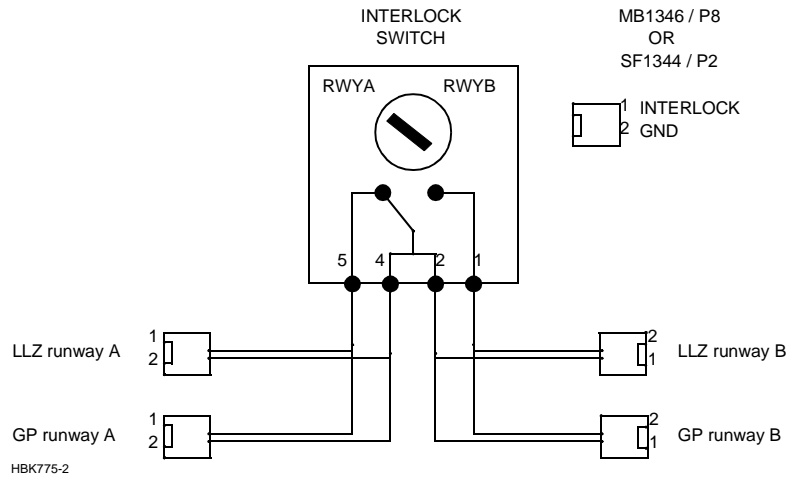 INTERLOCK
SWITCH
MB1346 / P8
OR
SF1344 / P2
RWYA RWYB
1 INTERLOCK
2 GND
5 4 2 1
LLZ runway A
1
2
2
1
LLZ runway B
GP runway A
1
2
2
1
GP runway B
HBK775-2